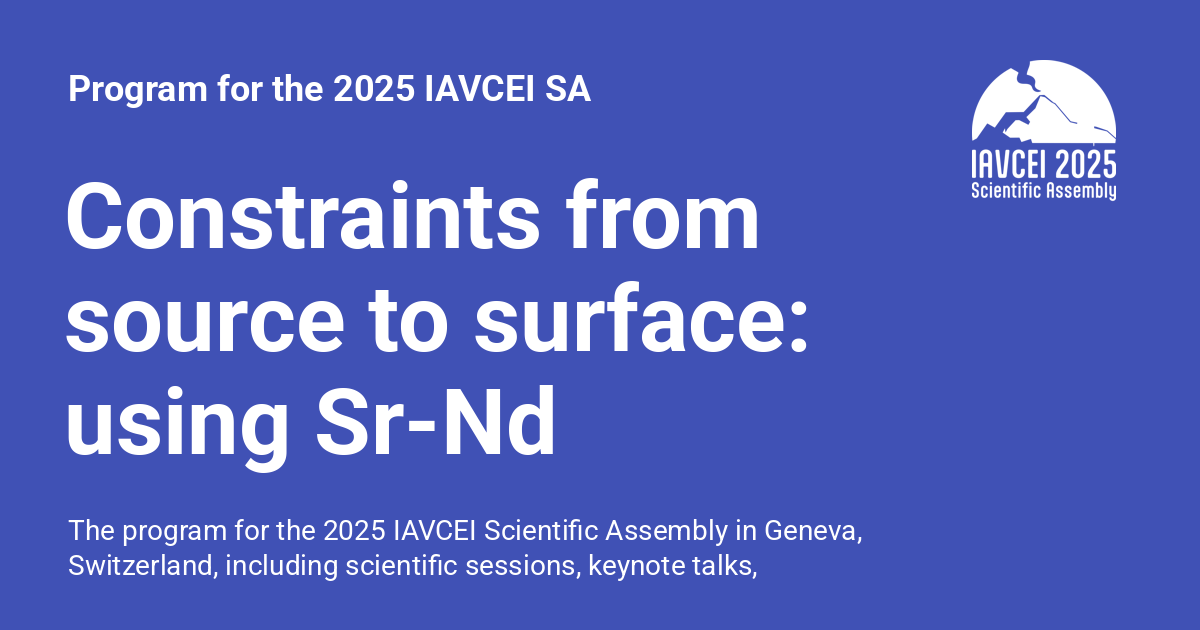 Program for the 2025 IAVCEI SA
IAVCEI 2025
Scientific Assembly
Constraints from
source to surface:
using Sr-Nd
The program for the 2025 IAVCEI Scientific Assembly in Geneva,
Switzerland, including scientific sessions, keynote talks,